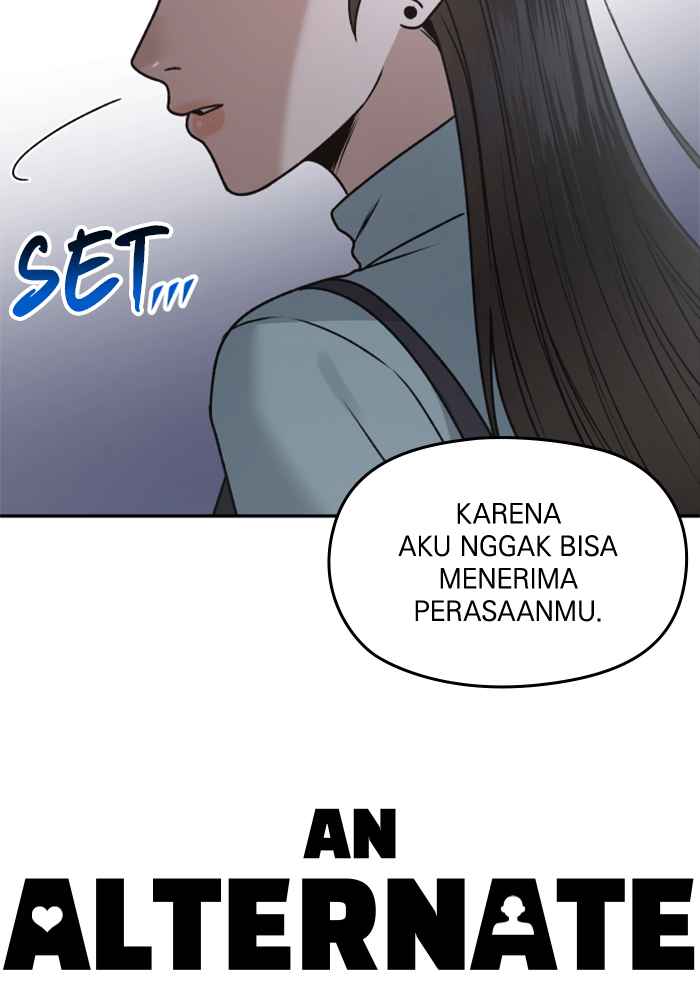 SET...
KARENA
AKU NGGAK BISA
MENERIMA
PERASAANMU.
AN
ALTERNATE